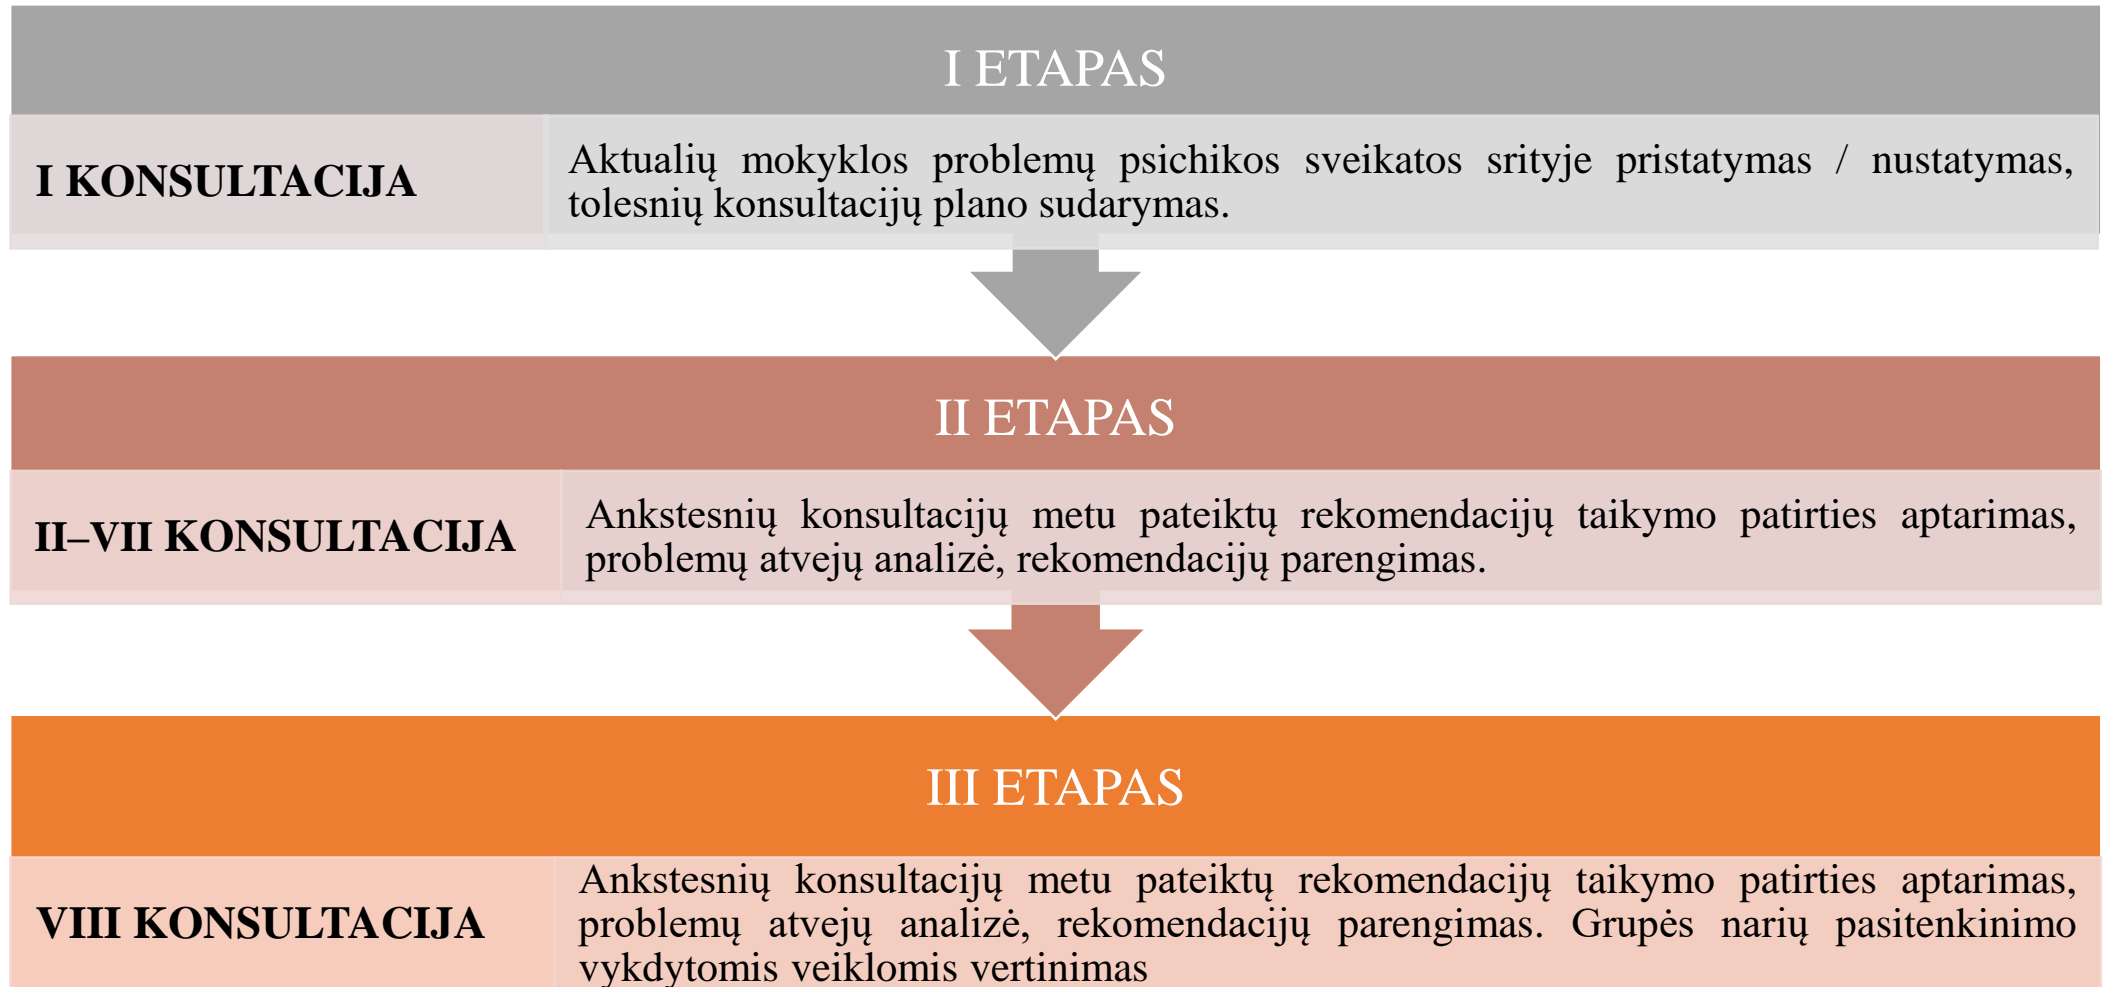 I ETAPAS
I KONSULTACIJA
Aktualių mokyklos problemų psichikos sveikatos srityje pristatymas / nustatymas,
tolesnių konsultacijų plano sudarymas.
II ETAPAS
II–VII KONSULTACIJA
Ankstesnių konsultacijų metu pateiktų rekomendacijų taikymo patirties aptarimas,
problemų atvejų analizė, rekomendacijų parengimas.
III ETAPAS
VIII KONSULTACIJA
Ankstesnių konsultacijų metu pateiktų rekomendacijų taikymo patirties aptarimas,
problemų atvejų analizė, rekomendacijų parengimas. Grupės narių pasitenkinimo
vykdytomis veiklomis vertinimas